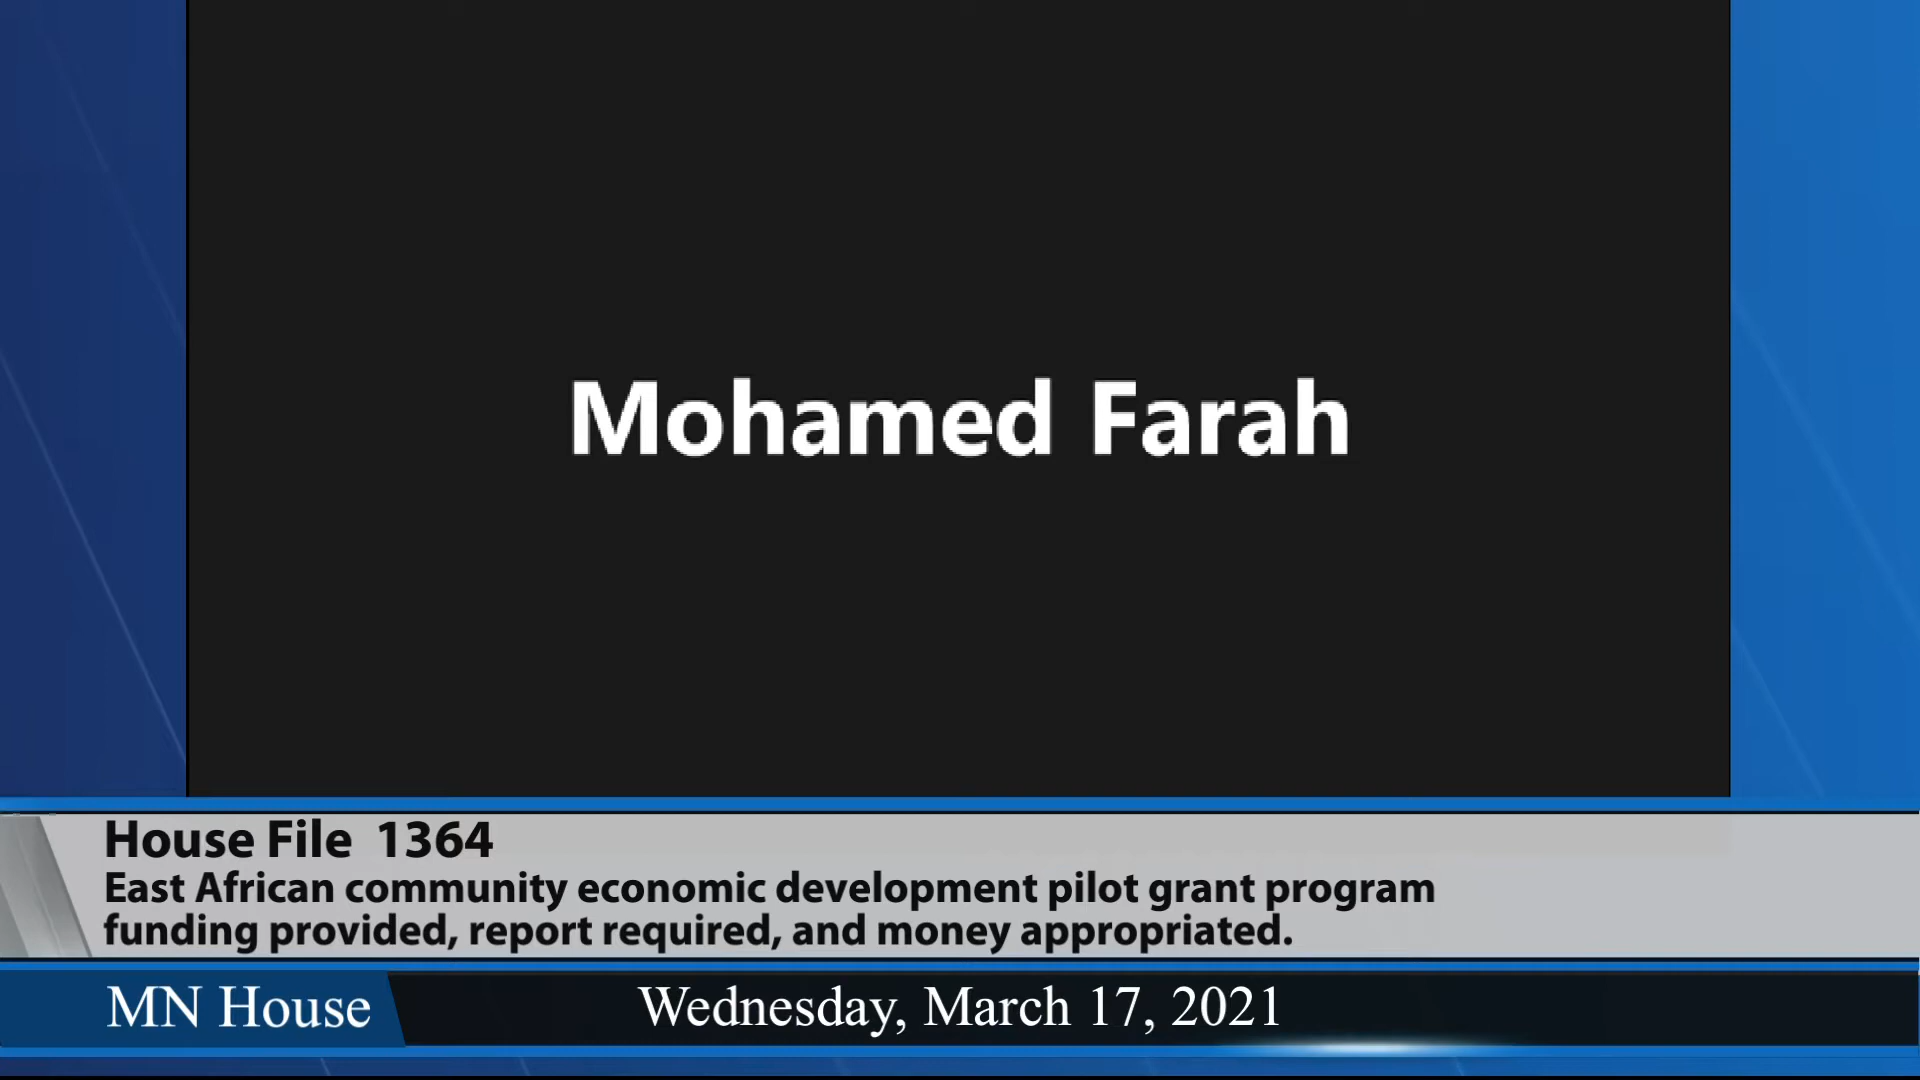 Mohamed Farah
House File 1364
East African community economic development pilot grant program
funding provided, report required, and money appropriated.
MN House
Wednesday, March 17, 2021